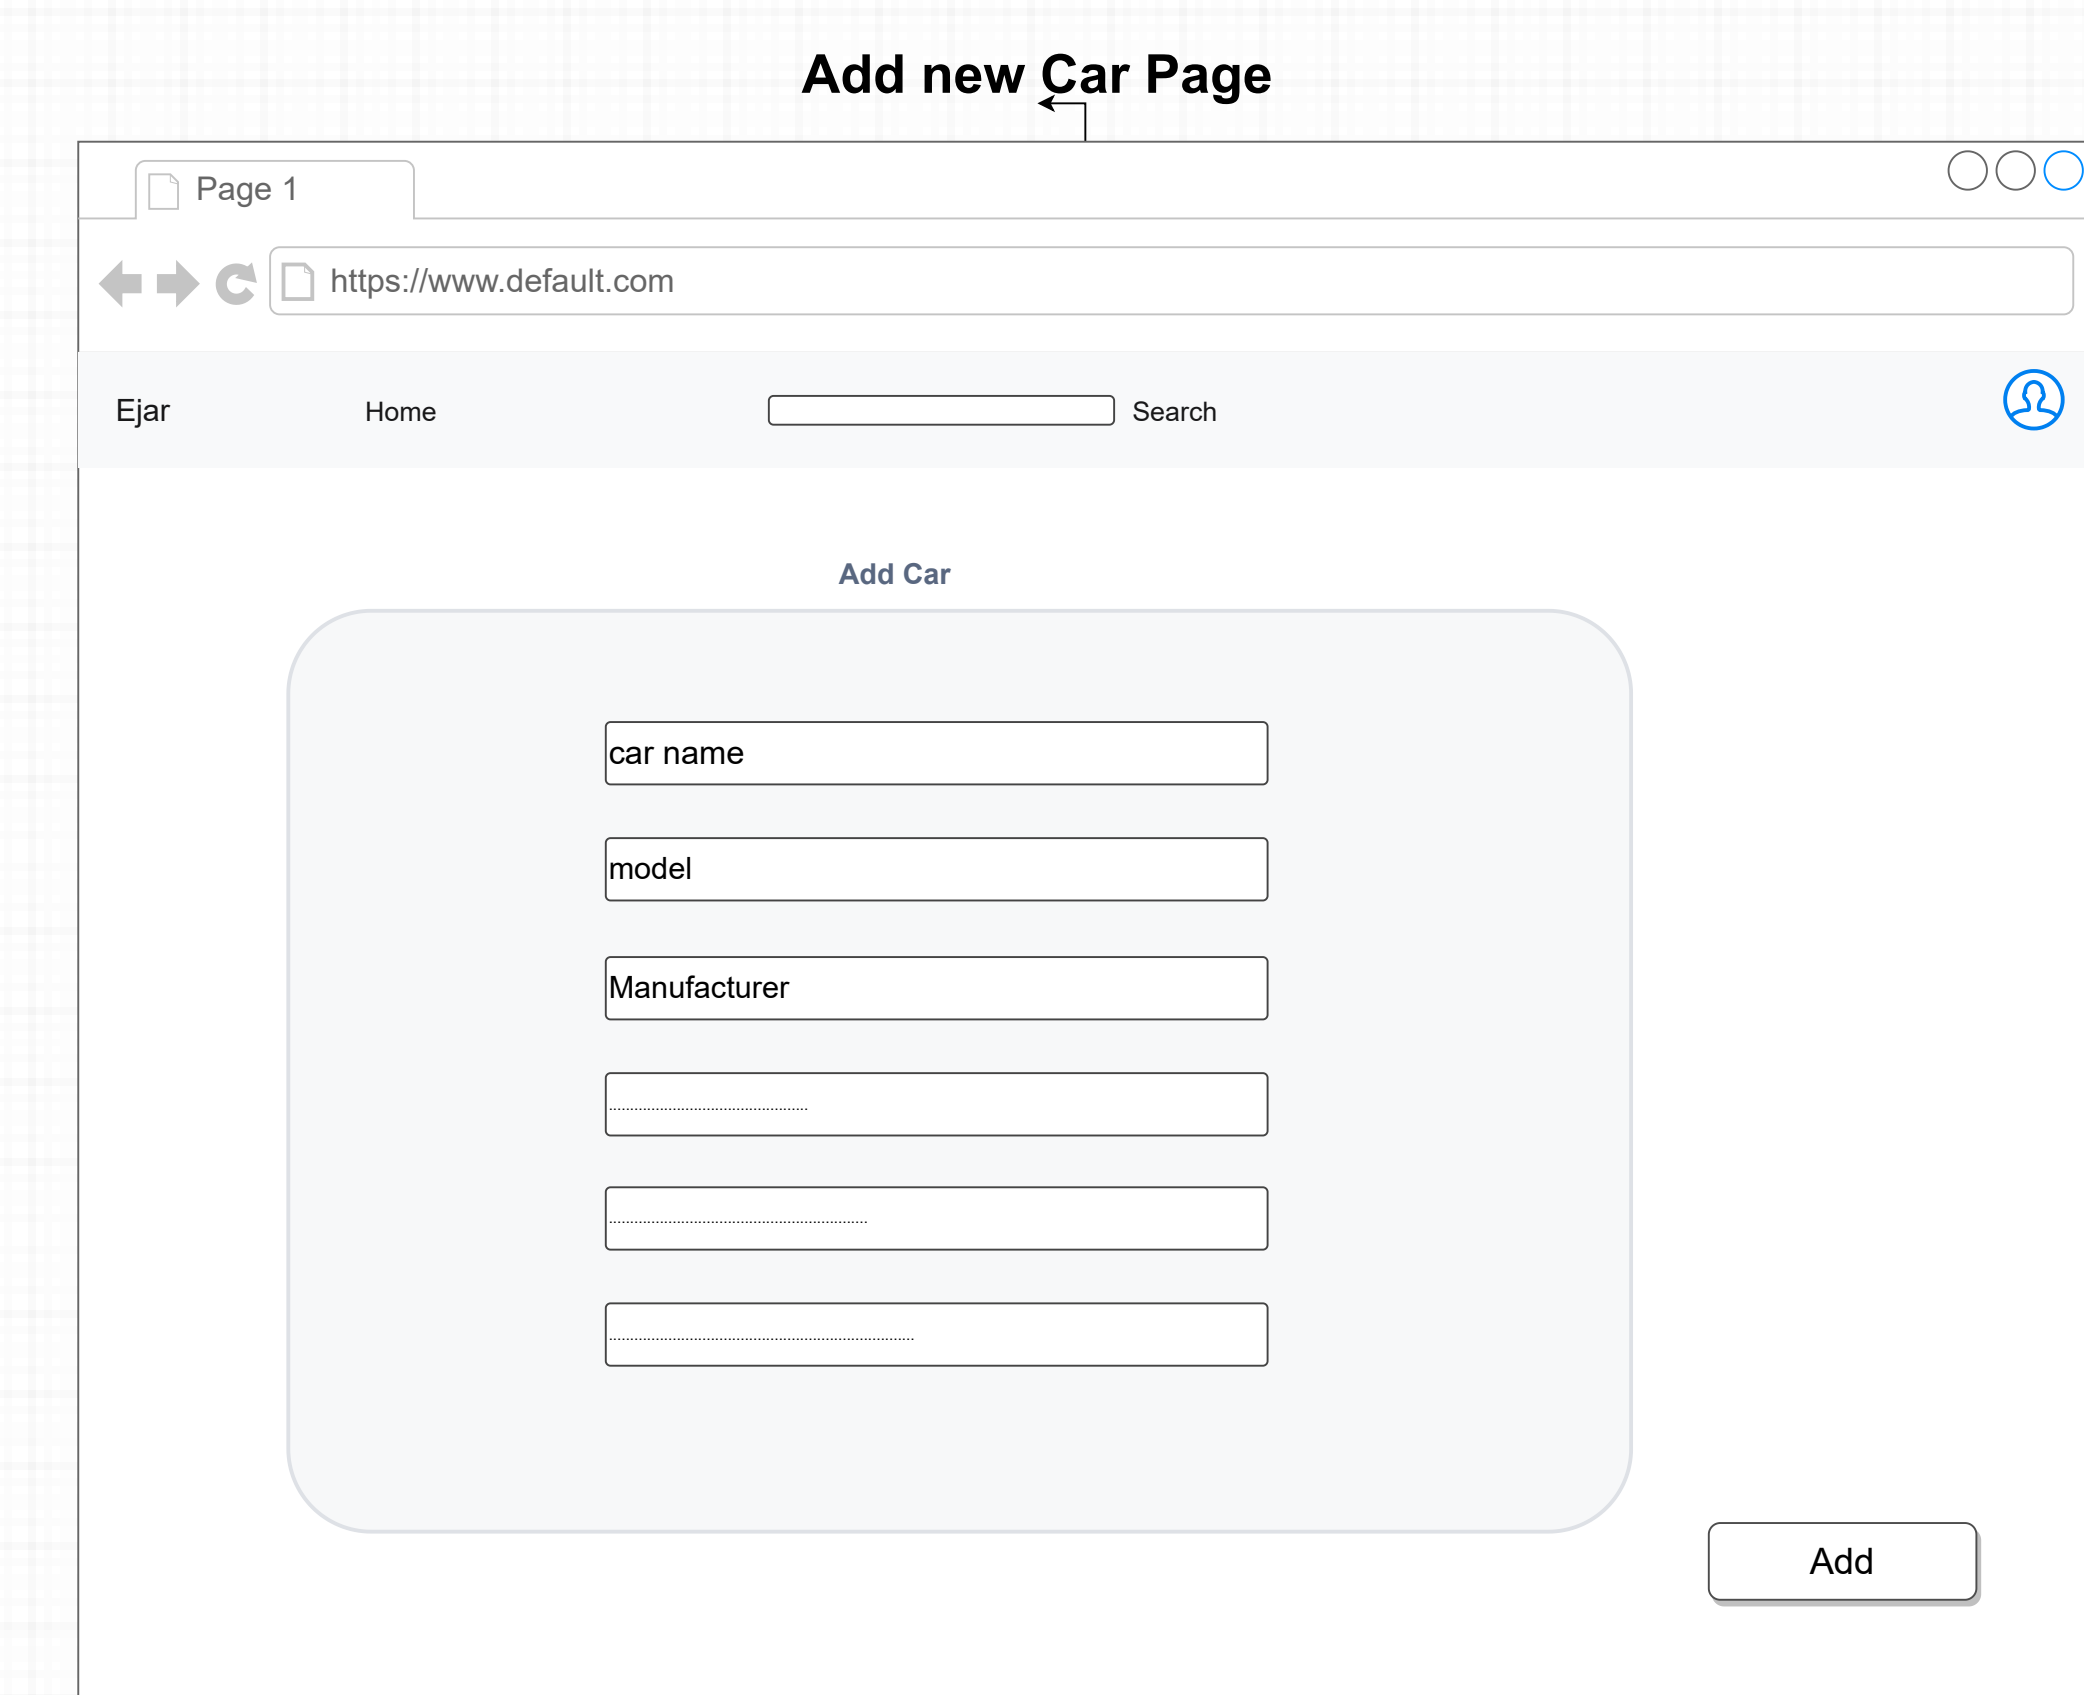 Add new Car Page
Page 1
https://www.default.com
Ejar
Home
Search
Add Car
car name
model
Manufacturer
............................................
..........................................................
....................................................................
Add